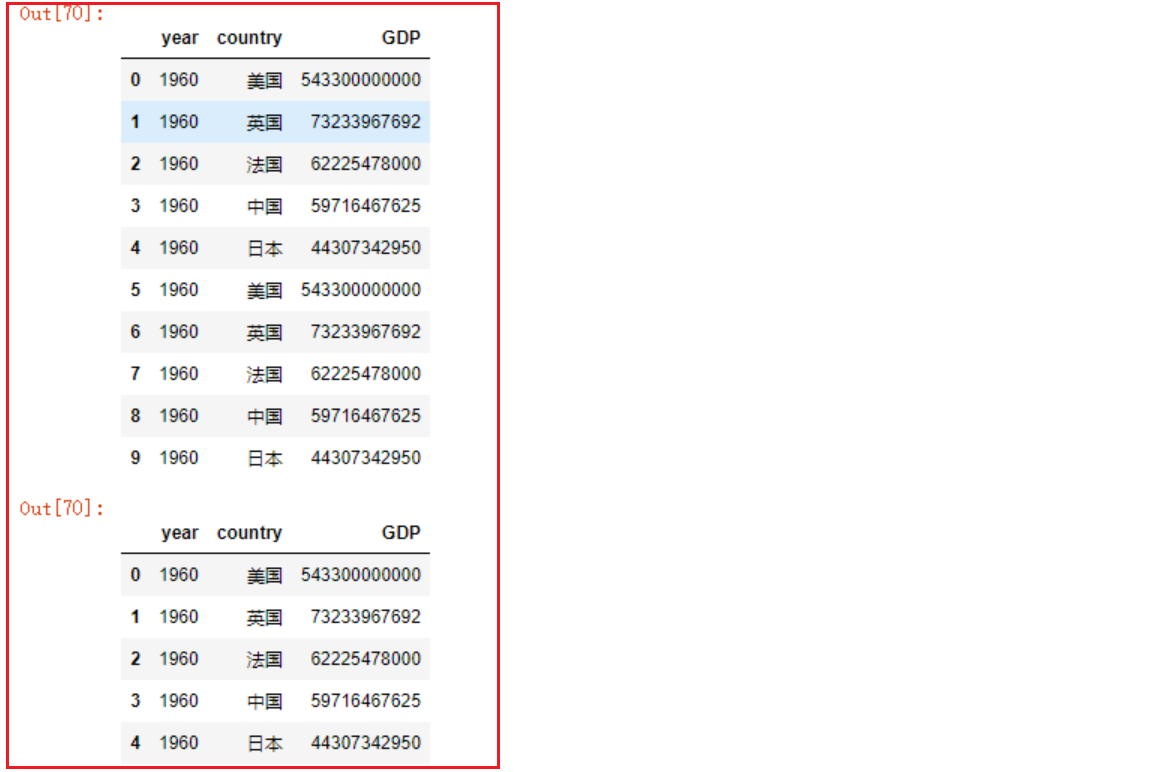 Out[70]:
year country GDP
0 1960 美国 543300000000
1 1960 英国 73233967692
2 1960 法国 62225478000
3 1960 中国 59716467625
4 1960 日本 44307342950
5 1960 美国 543300000000
6 1960 英国 73233967692
7 1960 法国 62225478000
8 1960 中国 59716467625
9 1960 日本 44307342950
Out[70]:
year country GDP
0 1960 美国 543300000000
1 1960 英国 73233967692
2 1960 法国 62225478000
3 1960 中国 59716467625
4 1960 日本 44307342950